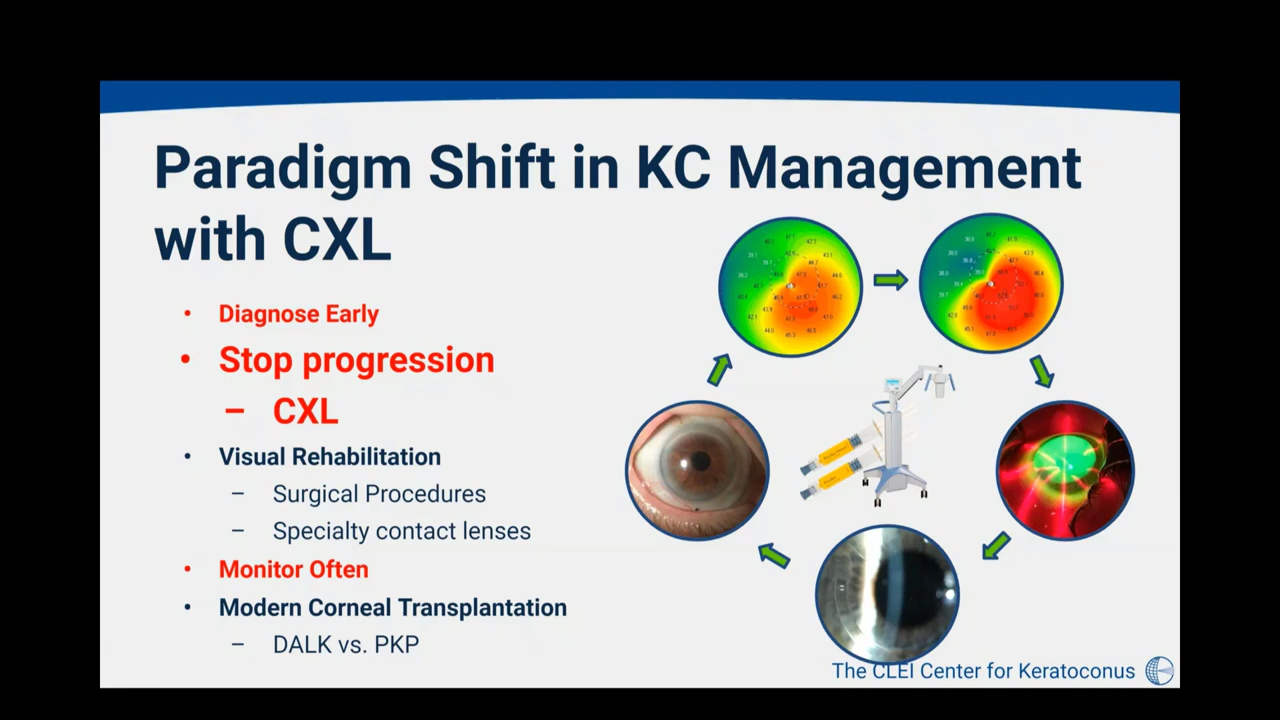 Paradigm Shift in KC Management
with CXL
• Diagnose Early
• Stop progression
– CXL
• Visual Rehabilitation
– Surgical Procedures
– Specialty contact lenses
• Monitor Often
• Modern Corneal Transplantation
– DALK vs. PKP
The CLEI Center for Keratoconus